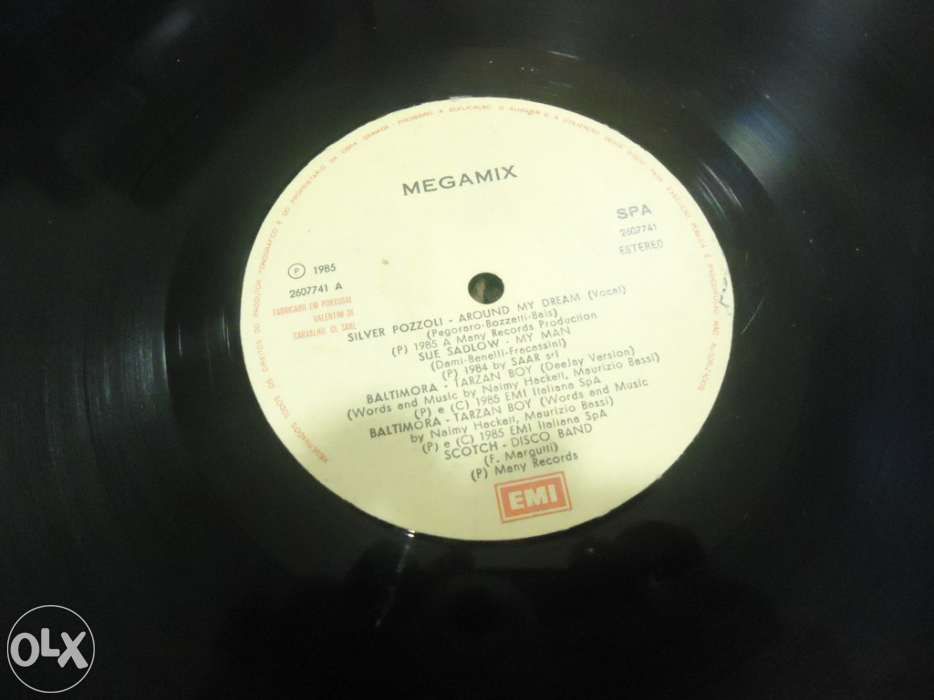 MEGAMIX
SPA
2607741
ESTEREO
Ⓟ 1985
2607741 A
FABRICADO EM PORTUGAL
VALENTIM DE
CARVALHO CI SARL
SILVER POZZOLI - AROUND MY DREAM (Vocal)
(Pegoraro-Bozzetti-Bais)
(P) 1985 A Many Records Production
SUE SADLOW - MY MAN
(Dami-Benelli-Fracassini)
(P) 1984 by SAAR srl
BALTIMORA - TARZAN BOY (Deejay Version)
(Words and Music by Naimy Hackett, Maurizio Bassi)
(P) e (C) 1985 EMI Italiana SpA
BALTIMORA - TARZAN BOY (Words and Music
by Naimy Hackett, Maurizio Bassi)
(P) e (C) 1985 EMI Italiana SpA
SCOTCH - DISCO BAND
(F. Margutti)
(P) Many Records
EMI
OLX